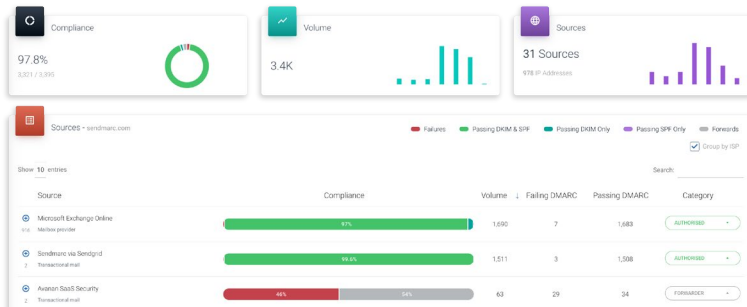 Compliance
97.8%
3,321 / 3,395
Volume
3.4K
Sources
31 Sources
978 IP Addresses
Sources • sendmarc.com
Failures
Passing DKIM & SPF
Passing DKIM Only
Passing SPF Only
Forwards
Group by ISP
Show 10 entries
Search:
Source Compliance Volume ↓ Failing DMARC Passing DMARC Category
Microsoft Exchange Online
Mailbox provider
97% 1,690 7 1,683 AUTHORISED
Sendmarc via Sendgrid
2 Transactional mail
99.6% 1,511 3 1,508 AUTHORISED
Avanan SaaS Security
2 Transactional mail
46% 54% 63 29 34 FORWARDER